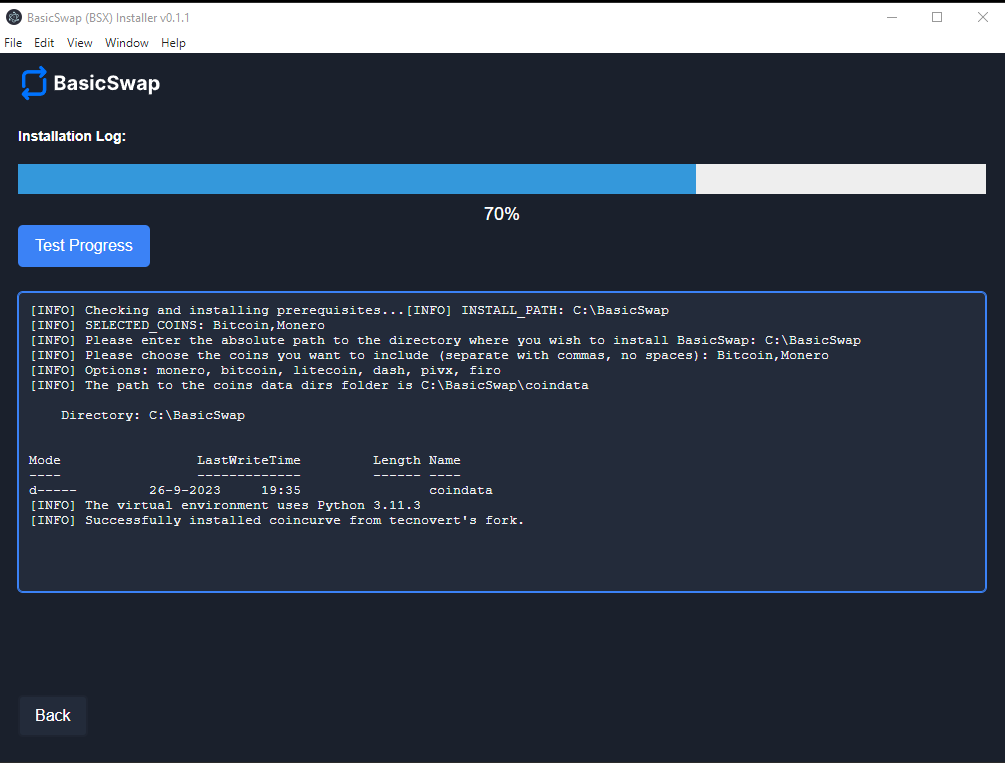 BasicSwap (BSX) Installer v0.1.1
File Edit View Window Help
BasicSwap
Installation Log:
70%
Test Progress
[INFO] Checking and installing prerequisites...[INFO] INSTALL_PATH: C:\BasicSwap
[INFO] SELECTED_COINS: Bitcoin,Monero
[INFO] Please enter the absolute path to the directory where you wish to install BasicSwap: C:\BasicSwap
[INFO] Please choose the coins you want to include (separate with commas, no spaces): Bitcoin,Monero
[INFO] Options: monero, bitcoin, litecoin, dash, pivx, firo
[INFO] The path to the coins data dirs folder is C:\BasicSwap\coindata
Directory: C:\BasicSwap
Mode LastWriteTime Length Name
---- ------------- ------ ----
d----- 26-9-2023 19:35 coindata
[INFO] The virtual environment uses Python 3.11.3
[INFO] Successfully installed coincurve from tecnovert's fork.
Back